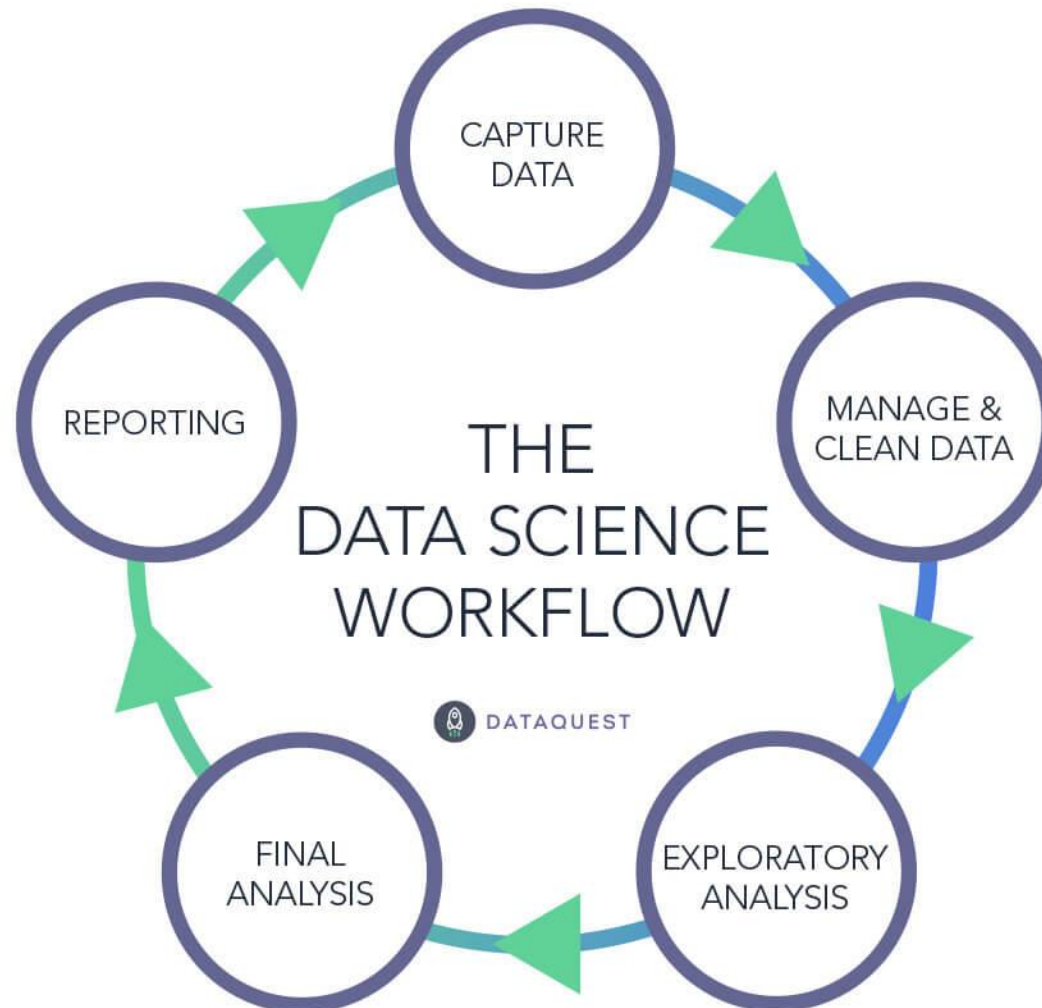 CAPTURE
DATA
MANAGE &
CLEAN DATA
EXPLORATORY
ANALYSIS
FINAL
ANALYSIS
REPORTING
THE
DATA SCIENCE
WORKFLOW
DATAQUEST